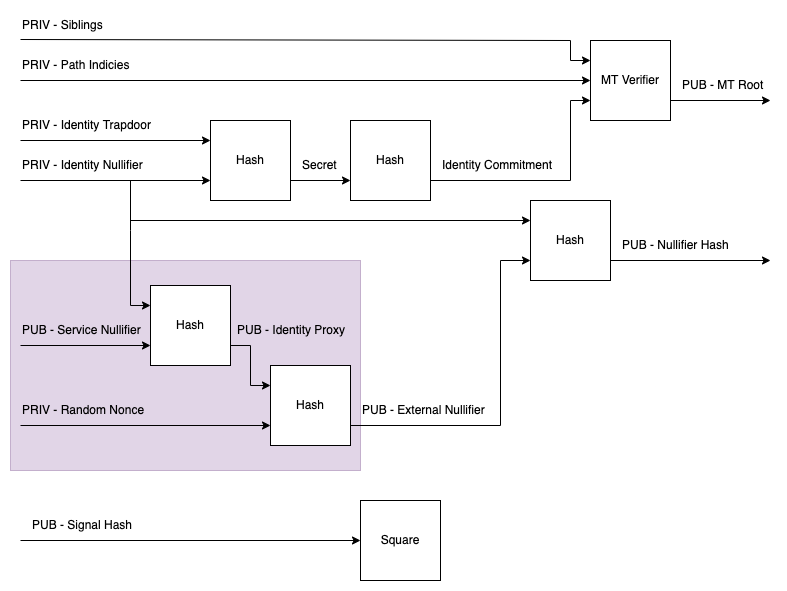 PRIV - Siblings
PRIV - Path Indicies
MT Verifier
PUB - MT Root
PRIV - Identity Trapdoor
PRIV - Identity Nullifier
Hash
Secret
Hash
Identity Commitment
Hash
PUB - Nullifier Hash
PUB - Service Nullifier
Hash
PUB - Identity Proxy
PRIV - Random Nonce
Hash
PUB - External Nullifier
PUB - Signal Hash
Square